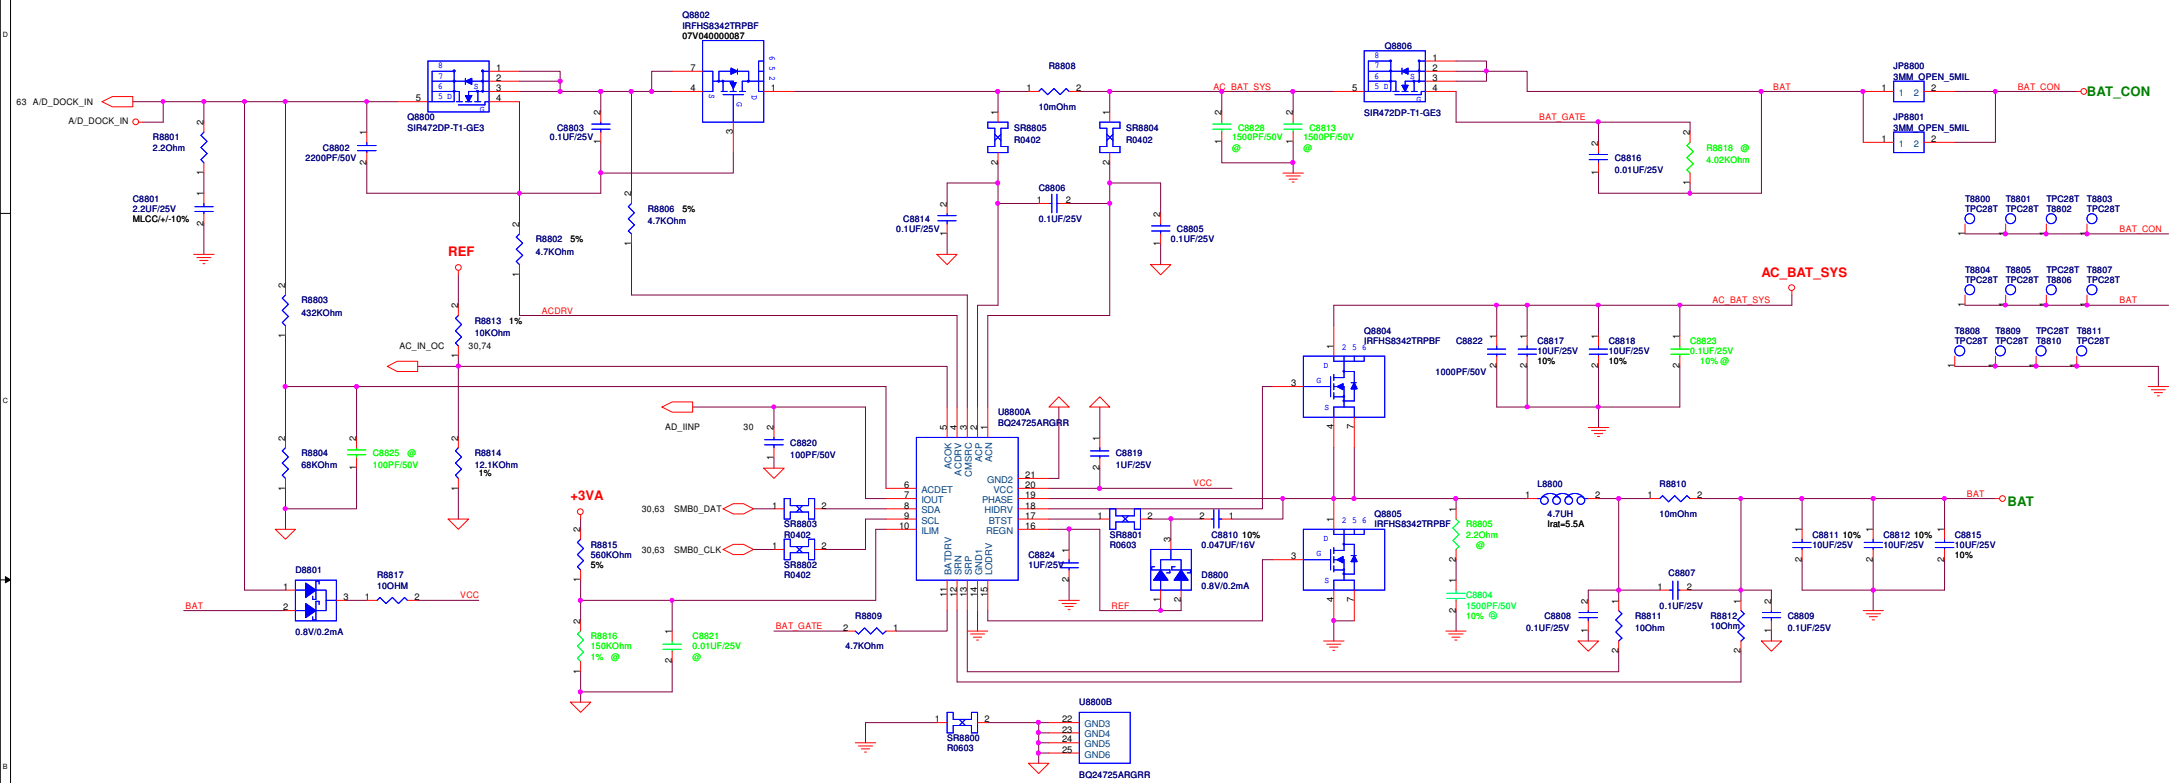 Q8802
IRFHS8342TRPBF
07V040000087
Q8806
R8808
10mOhm
JP8800
3MM_OPEN_5MIL
JP8801
3MM_OPEN_5MIL
BAT_CON
BAT_CON
BAT
AC_BAT_SYS
63 A/D_DOCK_IN
A/D_DOCK_IN
Q8800
SIR472DP-T1-GE3
SIR472DP-T1-GE3
R8801
2.2Ohm
C8802
2200PF/50V
C8803
0.1UF/25V
SR8805
R0402
SR8804
R0402
C8828
1500PF/50V
@
C8813
1500PF/50V
@
BAT_GATE
C8816
0.01UF/25V
R8818 @
4.02KOhm
C8801
2.2UF/25V
MLCC/+/-10%
R8802 5%
4.7KOhm
R8806 5%
4.7KOhm
C8814
0.1UF/25V
C8806
0.1UF/25V
C8805
0.1UF/25V
T8800
TPC28T
T8801
TPC28T
TPC28T
T8802
T8803
TPC28T
BAT_CON
T8804
TPC28T
T8805
TPC28T
TPC28T
T8806
T8807
TPC28T
BAT
T8808
TPC28T
T8809
TPC28T
TPC28T
T8810
T8811
TPC28T
REF
R8803
432KOhm
R8813 1%
10KOhm
ACDRV
AC_IN_OC 30,74
AC_BAT_SYS
AC_BAT_SYS
Q8804
IRFHS8342TRPBF
C8822
1000PF/50V
C8817
10UF/25V
10%
C8818
10UF/25V
10%
C8823
0.1UF/25V
10% @
R8804
68KOhm
C8825 @
100PF/50V
R8814
12.1KOhm
1%
AD_IINP 30
C8820
100PF/50V
U8800A
BQ24725ARGRR
ACOK
ACDRV
CMSRC
ACP
ACN
ACDET
IOUT
SDA
SCL
ILIM
GND2
VCC
PHASE
HIDRV
BTST
REGN
BATDRV
SRN
SRP
GND1
LODRV
C8819
1UF/25V
VCC
+3VA
30,63 SMB0_DAT
SR8803
R0402
30,63 SMB0_CLK
SR8802
R0402
R8815
560KOhm
5%
R8816
150KOhm
1% @
C8821
0.01UF/25V
@
D8801
0.8V/0.2mA
BAT
R8817
10OHM
VCC
BAT_GATE
R8809
4.7KOhm
C8824
1UF/25V
SR8801
R0603
C8810 10%
0.047UF/16V
D8800
0.8V/0.2mA
REF
Q8805
IRFHS8342TRPBF
R8805
2.2Ohm
@
C8804
1500PF/50V
10% @
L8800
4.7UH
Irat=5.5A
R8810
10mOhm
BAT
BAT
C8811 10%
10UF/25V
C8812 10%
10UF/25V
C8815
10UF/25V
10%
C8807
0.1UF/25V
C8808
0.1UF/25V
R8811
10Ohm
R8812
10Ohm
C8809
0.1UF/25V
SR8800
R0603
U8800B
22 GND3
23 GND4
24 GND5
25 GND6
BQ24725ARGRR